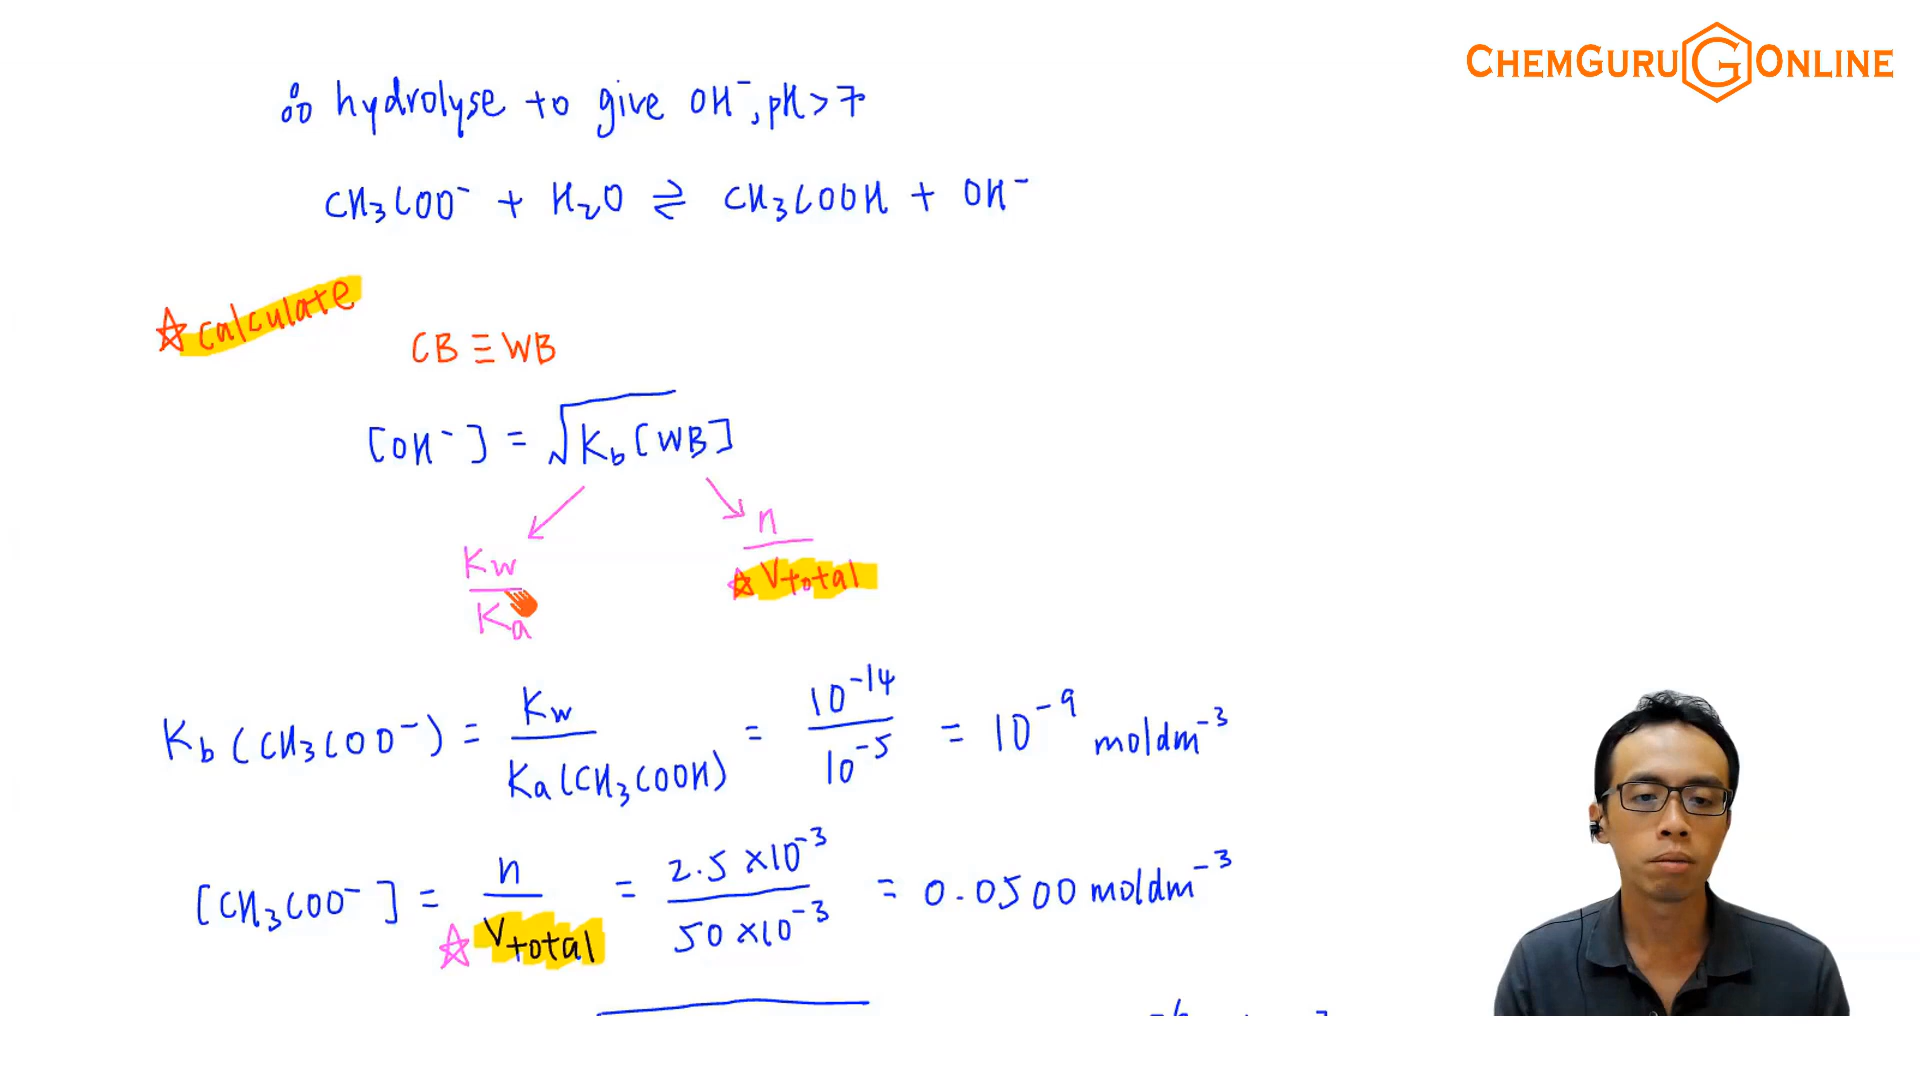 CHEMGURU G ONLINE
∴ hydrolyse to give OH⁻, pH > 7
CH₃COO⁻ + H₂O ⇌ CH₃COOH + OH⁻
☆ calculate
CB ≡ WB
[OH⁻] = √Kb[WB]
Kw / Ka
n / ☆ Vtotal
Kb(CH₃COO⁻) = Kw / Ka(CH₃COOH) = 10⁻¹⁴ / 10⁻⁵ = 10⁻⁹ moldm⁻³
[CH₃COO⁻] = n / ☆ Vtotal = 2.5 × 10⁻³ / 50 × 10⁻³ = 0.0500 moldm⁻³